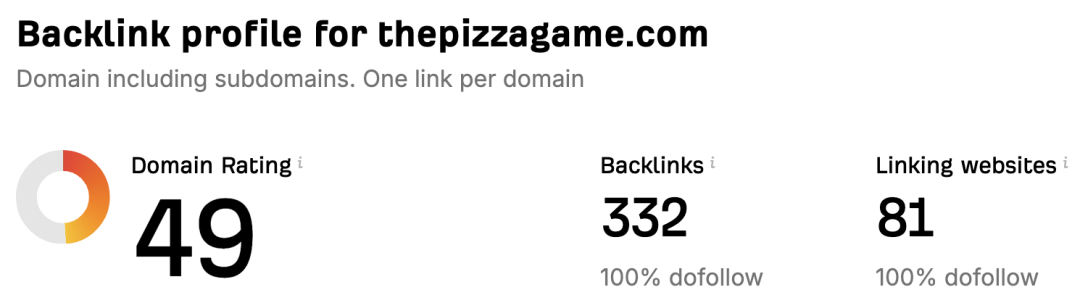 Backlink profile for thepizzagame.com
Domain including subdomains. One link per domain
Domain Rating i
49
Backlinks i
332
100% dofollow
Linking websites i
81
100% dofollow